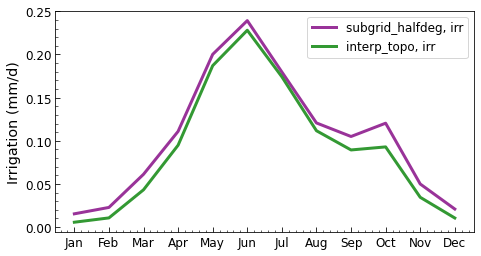 Irrigation (mm/d)
0.25
0.20
0.15
0.10
0.05
0.00
subgrid_halfdeg, irr
interp_topo, irr
Jan Feb Mar Apr May Jun Jul Aug Sep Oct Nov Dec